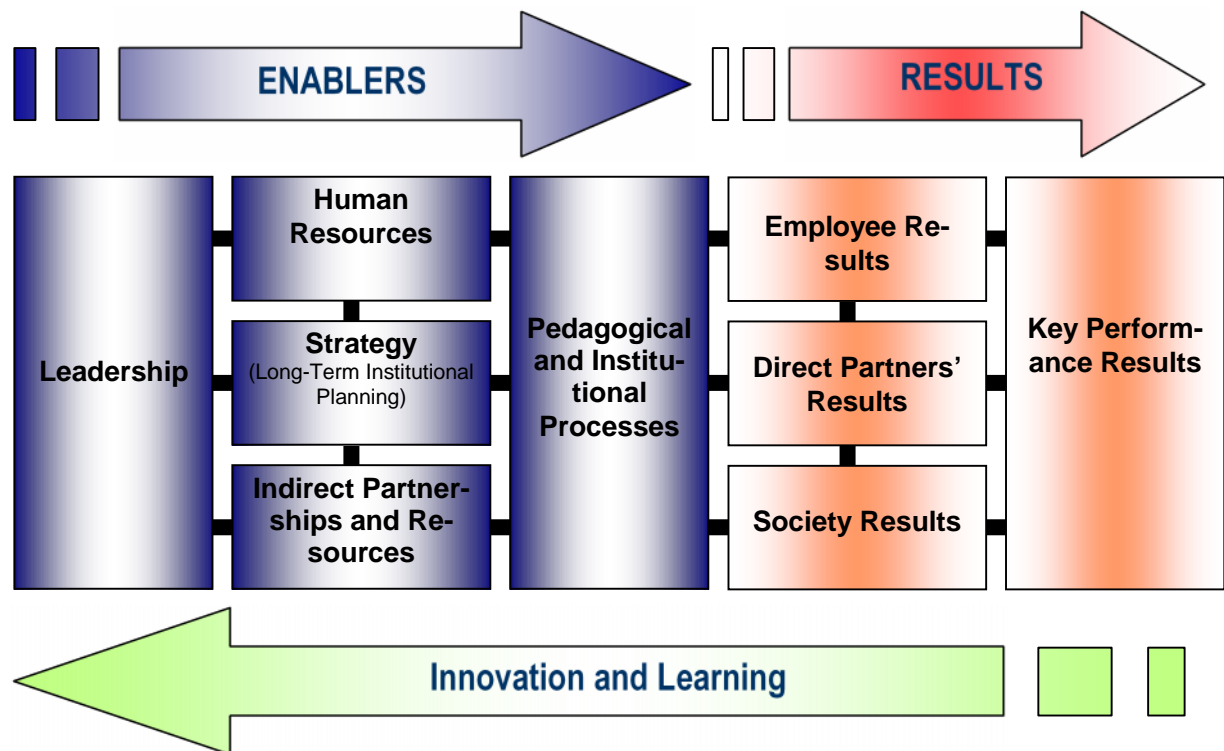 ENABLERS
RESULTS
Leadership
Human
Resources
Strategy
(Long-Term Institutional
Planning)
Indirect Partner-
ships and Re-
sources
Pedagogical
and Institu-
tional
Processes
Employee Re-
sults
Direct Partners’
Results
Society Results
Key Perform-
ance Results
Innovation and Learning